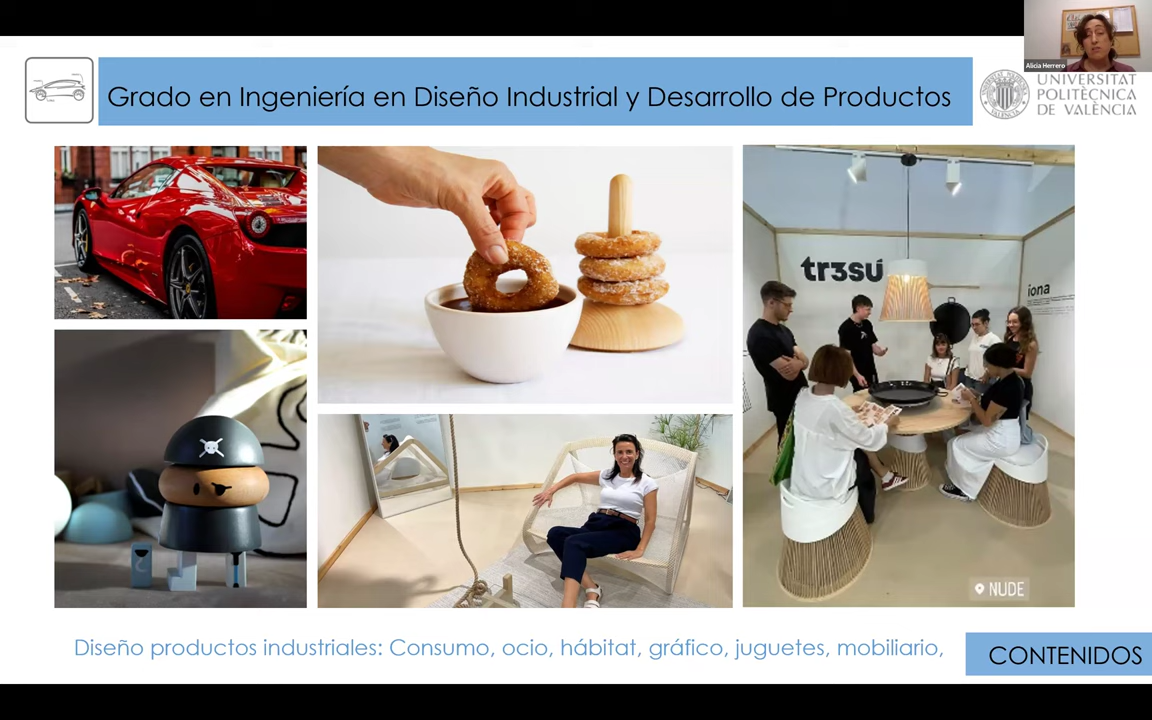 Alicia Herrero
Grado en Ingeniería en Diseño Industrial y Desarrollo de Productos
UNIVERSITAT
POLITÈCNICA
DE VALÈNCIA
tr3sú
iona
NUDE
Diseño productos industriales: Consumo, ocio, hábitat, gráfico, juguetes, mobiliario,
CONTENIDOS